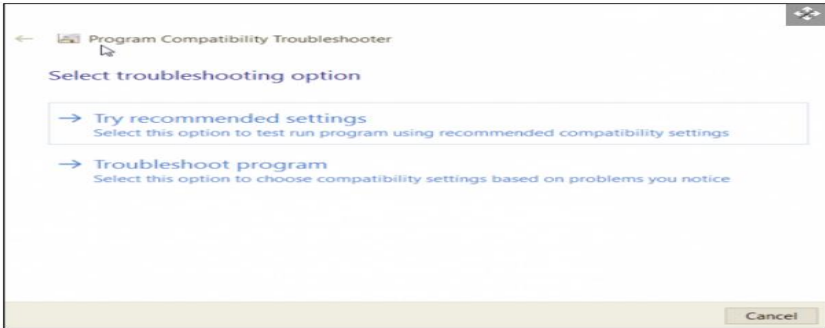 Program Compatibility Troubleshooter
Select troubleshooting option
Try recommended settings
Select this option to test run program using recommended compatibility settings
Troubleshoot program
Select this option to choose compatibility settings based on problems you notice
Cancel